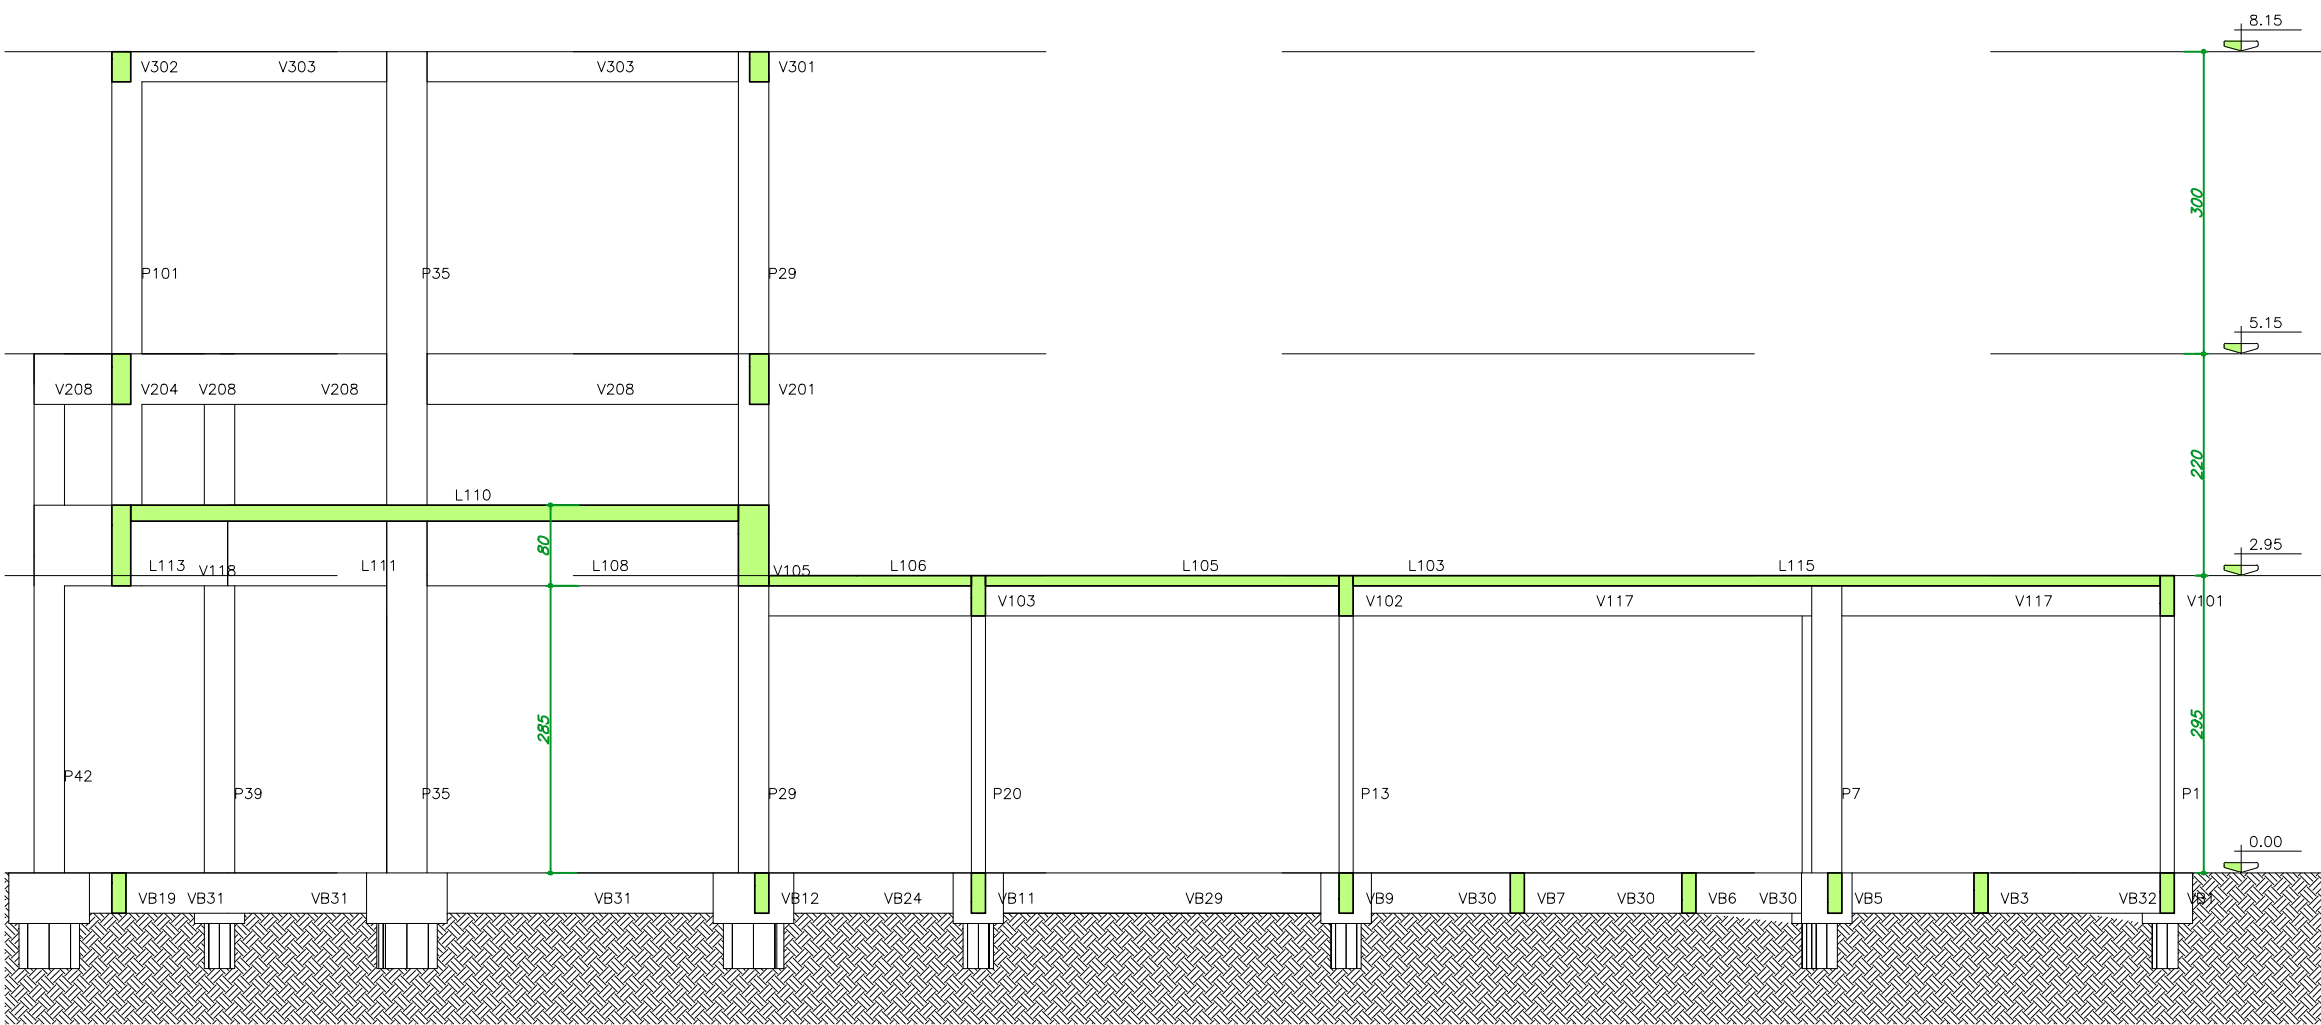 8.15
V302 V303 V303 V301
300
P101 P35 P29
5.15
V208 V204 V208 V208 V208 V201
220
L110
80
2.95
L113 V118 L111 L108 V105 L106 L105 L103 L115
V103 V102 V117 V117 V101
285
295
P42
P39 P35 P29 P20 P13 P7 P1
0.00
VB19 VB31 VB31 VB31 VB12 VB24 VB11 VB29 VB9 VB30 VB7 VB30 VB6 VB30 VB5 VB3 VB32 VB1